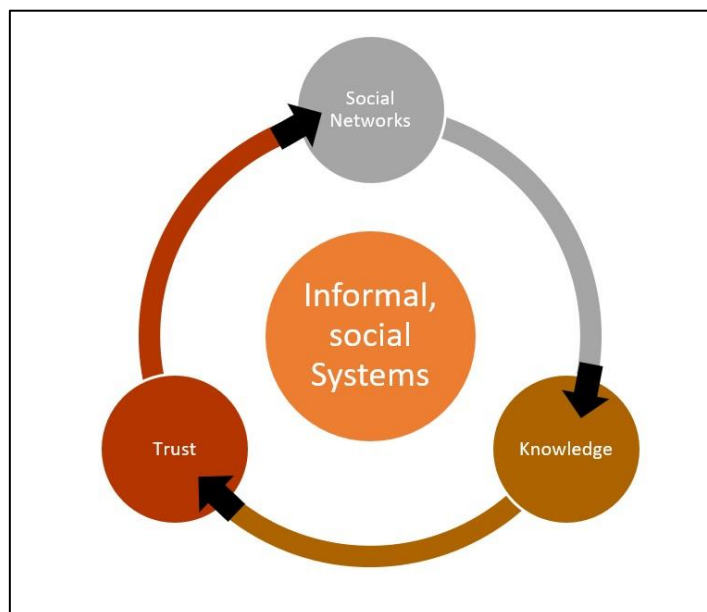 Social
Networks
Informal,
social
Systems
Trust
Knowledge